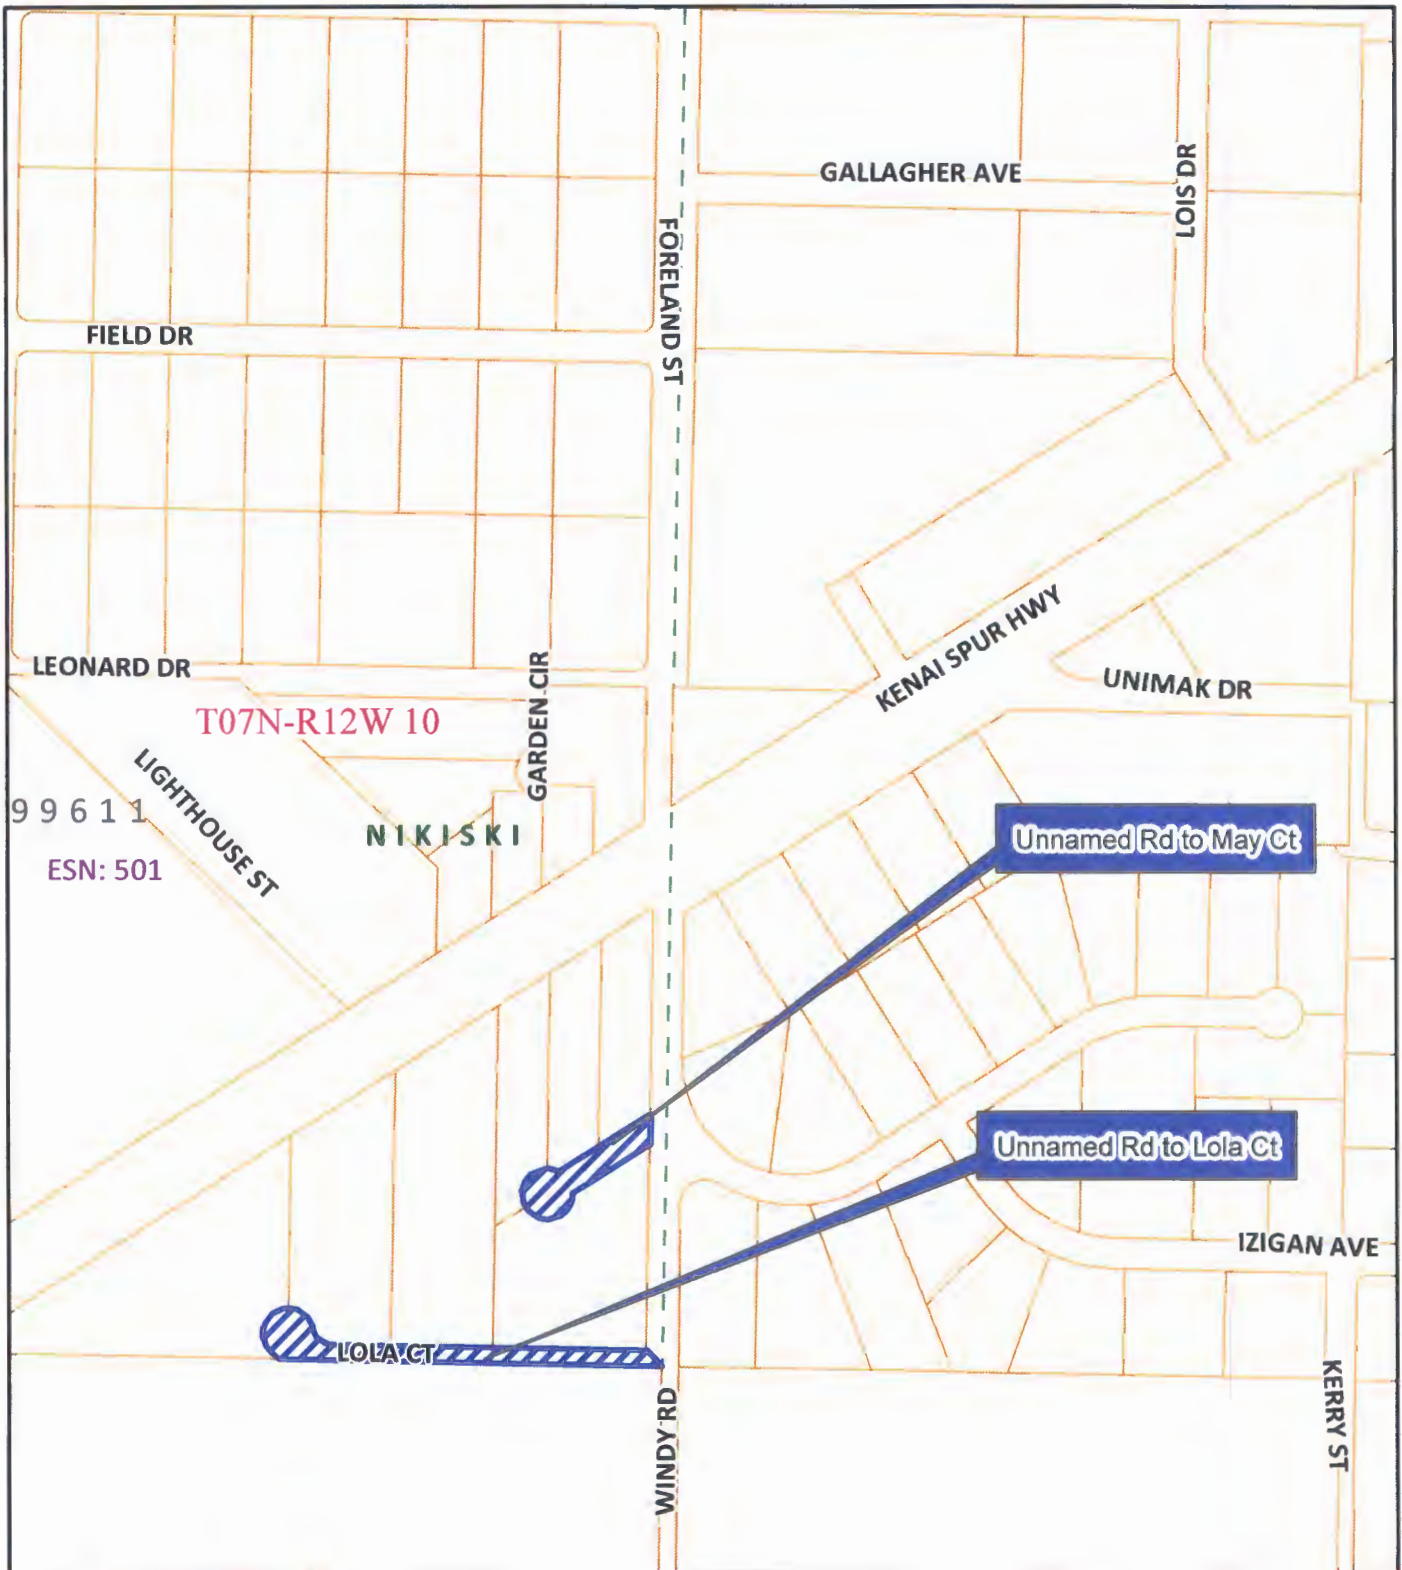 GALLAGHER AVE
LOIS DR
FORELAND ST
FIELD DR
KENAI SPUR HWY
LEONARD DR
GARDEN CIR
UNIMAK DR
T07N-R12W 10
LIGHTHOUSE ST
99611
NIKISKI
ESN: 501
Unnamed Rd to May Ct
Unnamed Rd to Lola Ct
IZIGAN AVE
LOLA CT
WINDY RD
KERRY ST